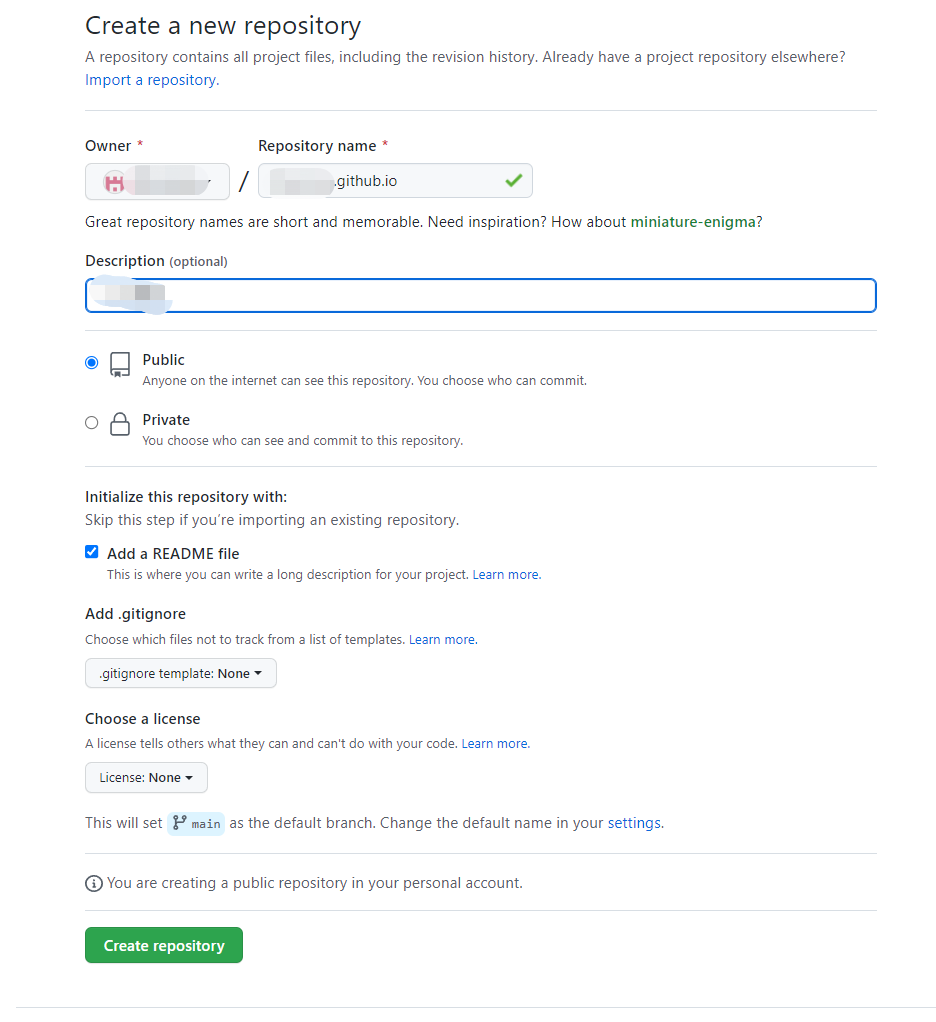 Create a new repository
A repository contains all project files, including the revision history. Already have a project repository elsewhere?
Import a repository.
Owner * Repository name *
/ .github.io
Great repository names are short and memorable. Need inspiration? How about miniature-enigma?
Description (optional)
Public
Anyone on the internet can see this repository. You choose who can commit.
Private
You choose who can see and commit to this repository.
Initialize this repository with:
Skip this step if you’re importing an existing repository.
Add a README file
This is where you can write a long description for your project. Learn more.
Add .gitignore
Choose which files not to track from a list of templates. Learn more.
.gitignore template: None
Choose a license
A license tells others what they can and can't do with your code. Learn more.
License: None
This will set main as the default branch. Change the default name in your settings.
You are creating a public repository in your personal account.
Create repository